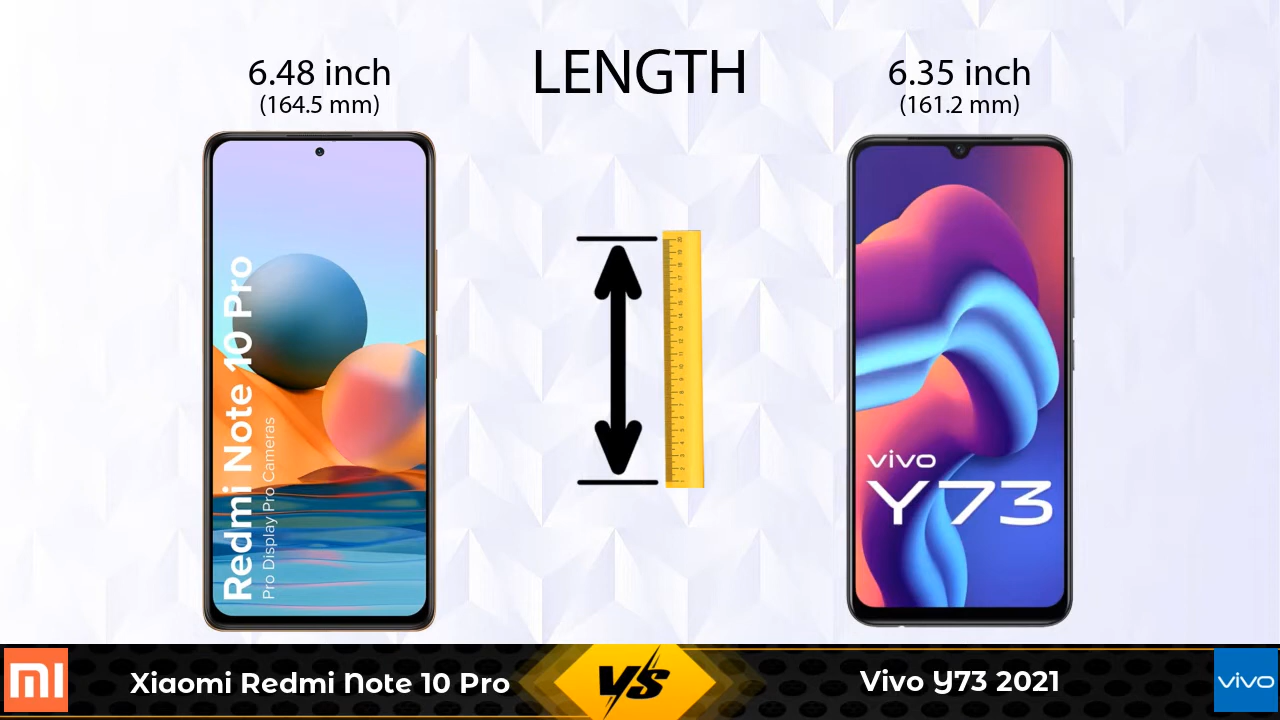 LENGTH
6.48 inch
(164.5 mm)
6.35 inch
(161.2 mm)
Redmi Note 10 Pro
Pro Display Pro Cameras
vivo
Y73
mi
Xiaomi Redmi Note 10 Pro
VS
Vivo Y73 2021
vivo